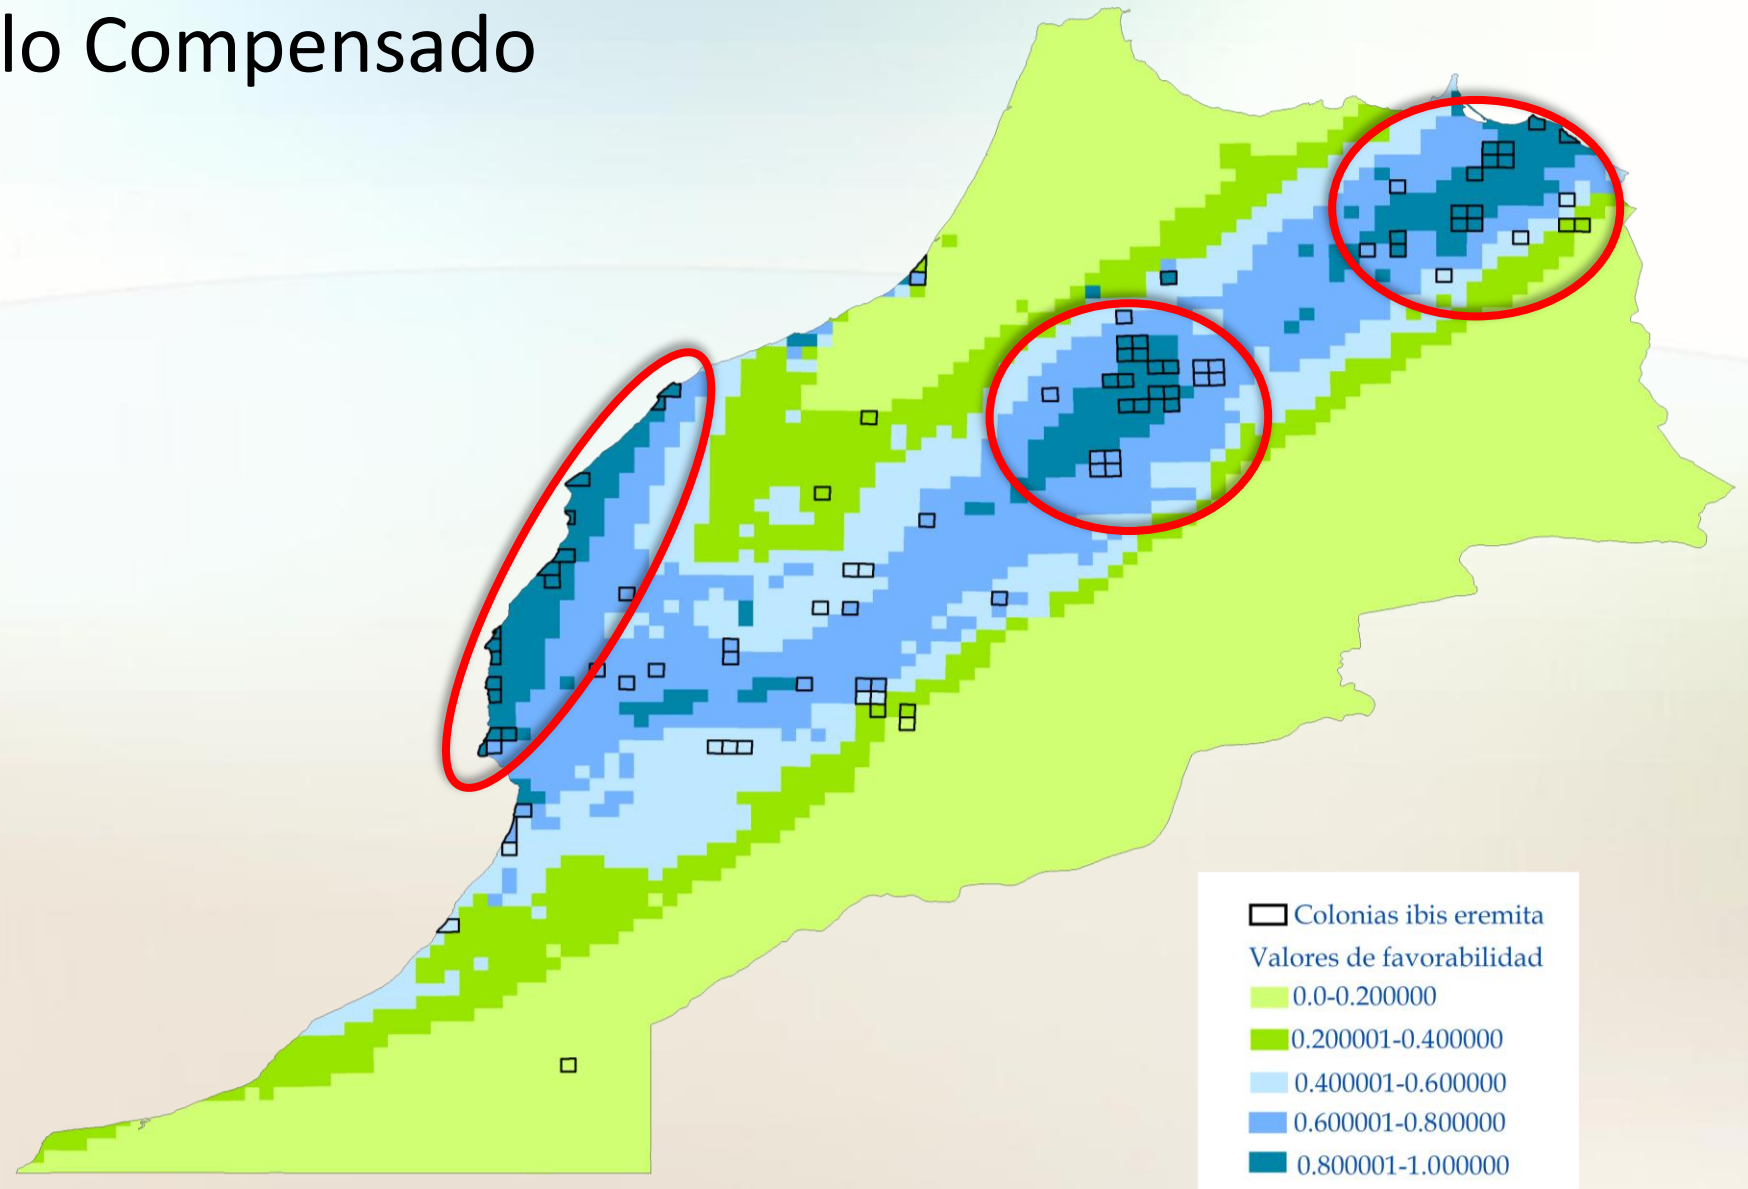 lo Compensado
Colonias ibis eremita
Valores de favorabilidad
0.0-0.200000
0.200001-0.400000
0.400001-0.600000
0.600001-0.800000
0.800001-1.000000